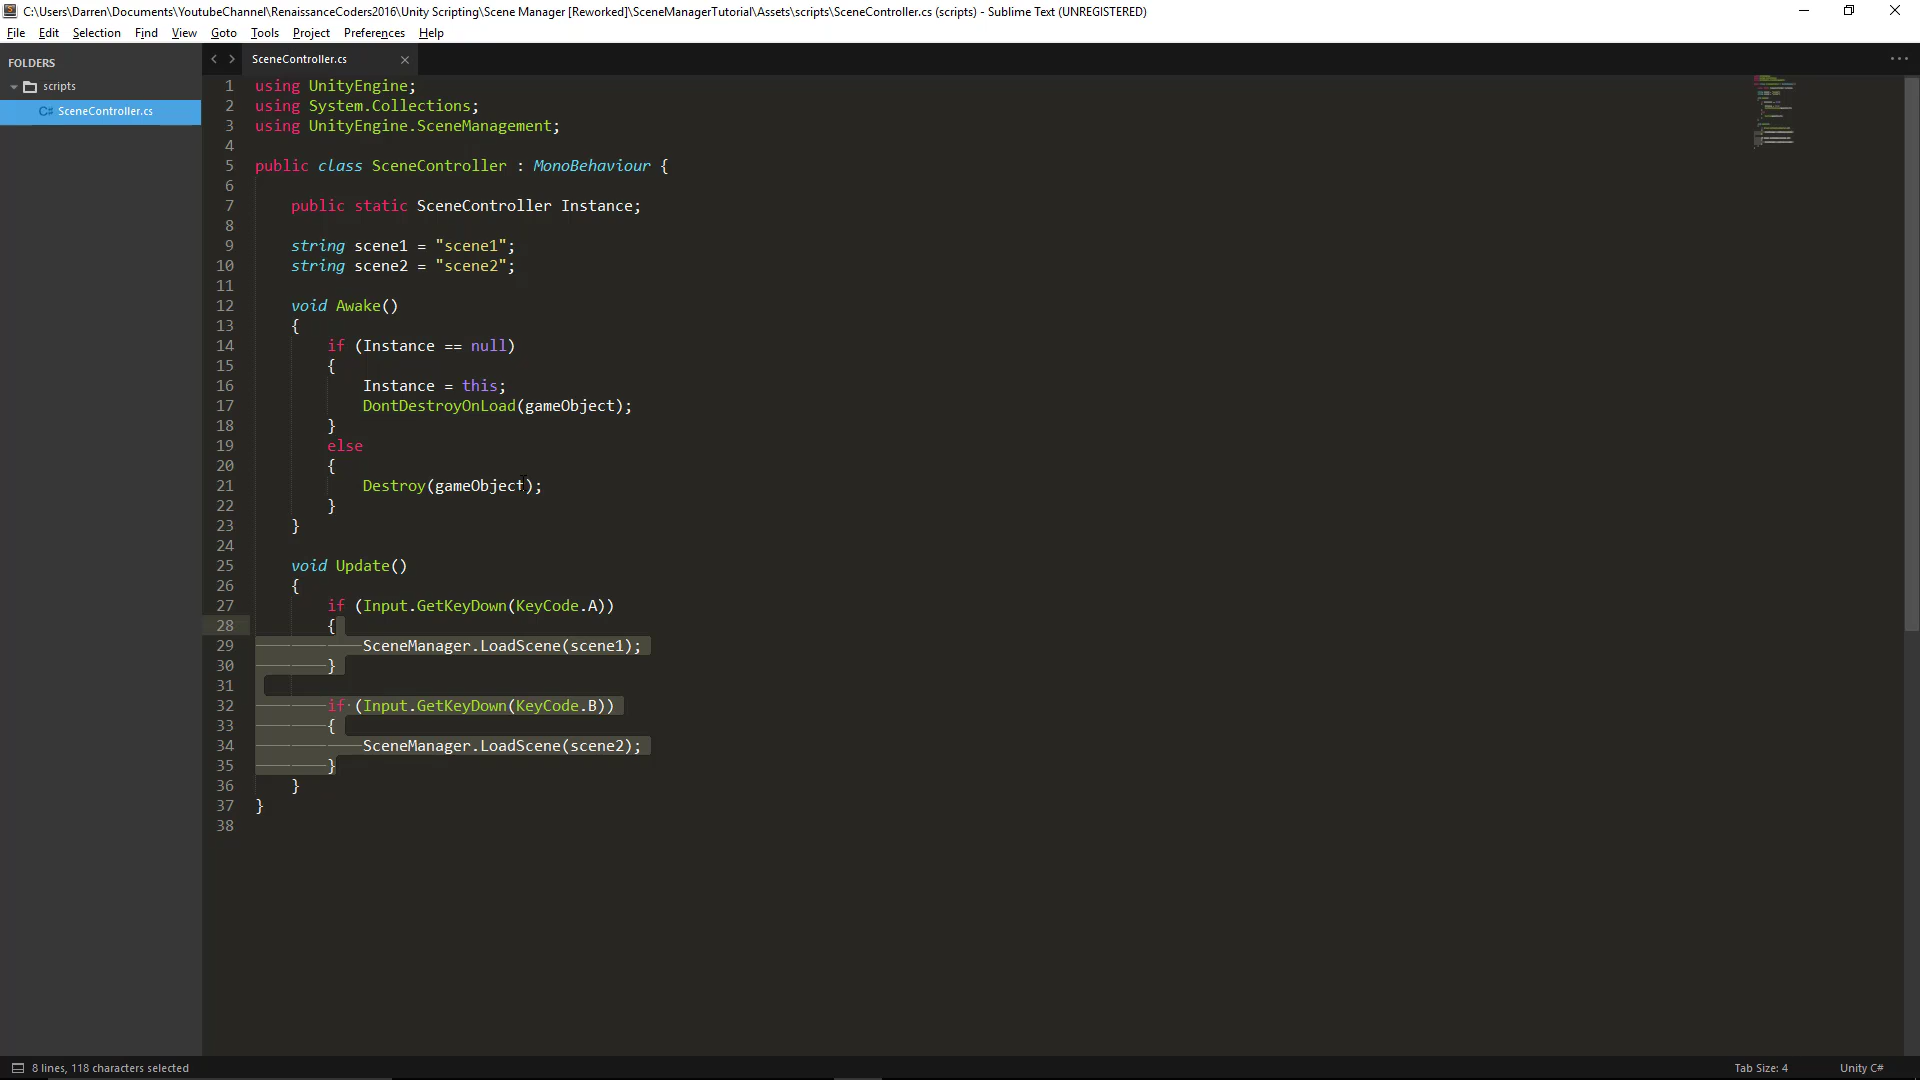 C:\Users\Darren\Documents\YoutubeChannel\RenaissanceCoders2016\Unity Scripting\Scene Manager [Reworked]\SceneManagerTutorial\Assets\scripts\SceneController.cs (scripts) - Sublime Text (UNREGISTERED)
File Edit Selection Find View Goto Tools Project Preferences Help
FOLDERS
scripts
C# SceneController.cs
SceneController.cs
1 using UnityEngine;
2 using System.Collections;
3 using UnityEngine.SceneManagement;
4
5 public class SceneController : MonoBehaviour {
6
7 public static SceneController Instance;
8
9 string scene1 = "scene1";
10 string scene2 = "scene2";
11
12 void Awake()
13 {
14 if (Instance == null)
15 {
16 Instance = this;
17 DontDestroyOnLoad(gameObject);
18 }
19 else
20 {
21 Destroy(gameObject);
22 }
23 }
24
25 void Update()
26 {
27 if (Input.GetKeyDown(KeyCode.A))
28 {
29 SceneManager.LoadScene(scene1);
30 }
31
32 if (Input.GetKeyDown(KeyCode.B))
33 {
34 SceneManager.LoadScene(scene2);
35 }
36 }
37 }
38
8 lines, 118 characters selected
Tab Size: 4
Unity C#